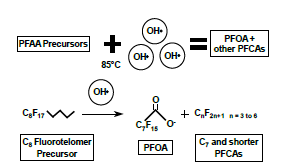 PFAA Precursors + OH• OH• OH• = PFOA +
other PFCAs
85°C
OH•
C8F17 O C7F15 O- + CnF2n+1 n = 3 to 6
C8 Fluorotelomer
Precursor
PFOA
C7 and shorter
PFCAs